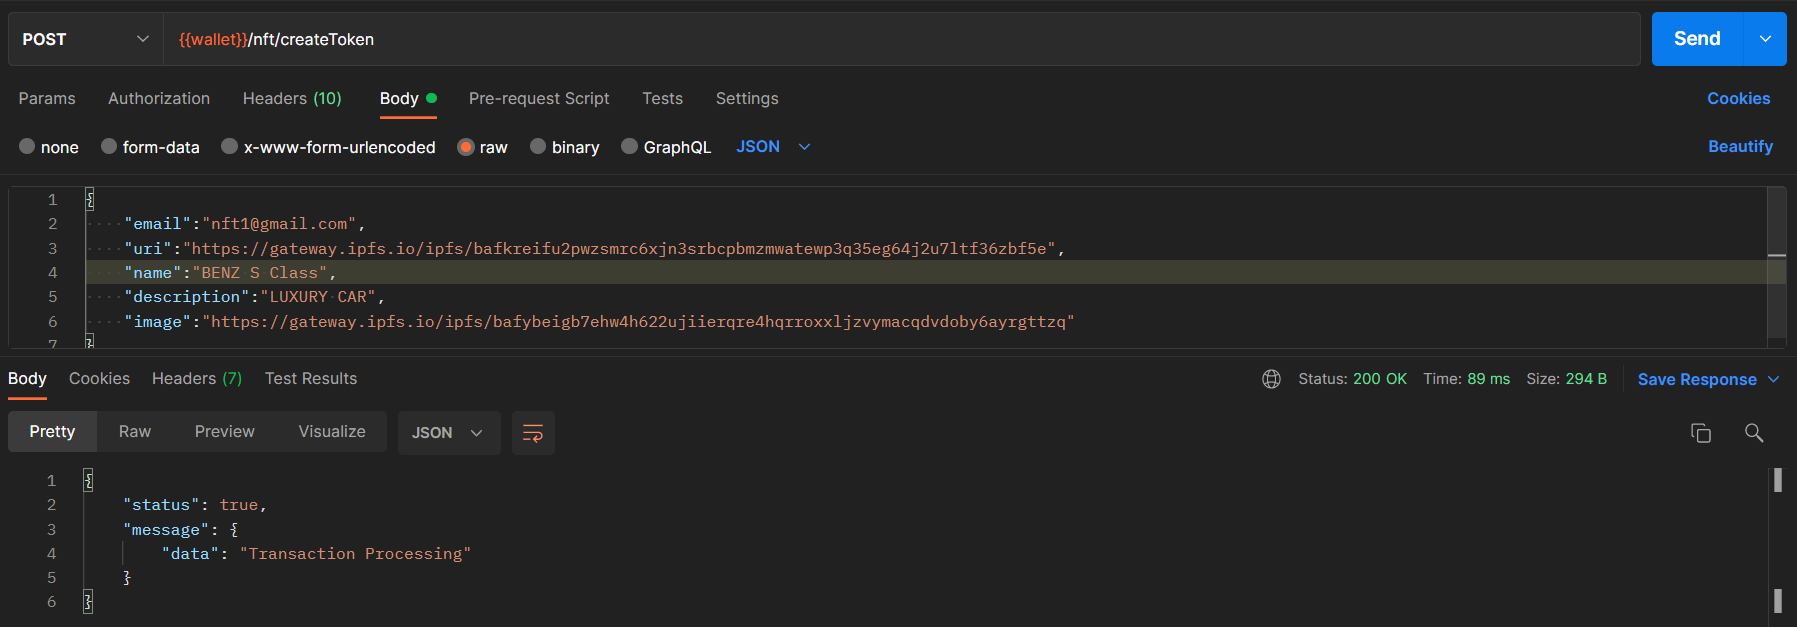 POST {{wallet}}/nft/createToken Send
Params Authorization Headers (10) Body Pre-request Script Tests Settings Cookies
none form-data x-www-form-urlencoded raw binary GraphQL JSON Beautify
1 {
2 "email":"nft1@gmail.com",
3 "uri":"https://gateway.ipfs.io/ipfs/bafkreifu2pwzsmrc6xjn3srbcpbmzmwatewp3q35eg64j2u7ltf36zbf5e",
4 "name":"BENZ S Class",
5 "description":"LUXURY CAR",
6 "image":"https://gateway.ipfs.io/ipfs/bafybeigb7ehw4h622ujiierqre4hqrroxxljzvymacqdvdoby6ayrgttzq"
7 }
Body Cookies Headers (7) Test Results Status: 200 OK Time: 89 ms Size: 294 B Save Response
Pretty Raw Preview Visualize JSON
1 {
2 "status": true,
3 "message": {
4 "data": "Transaction Processing"
5 }
6 }